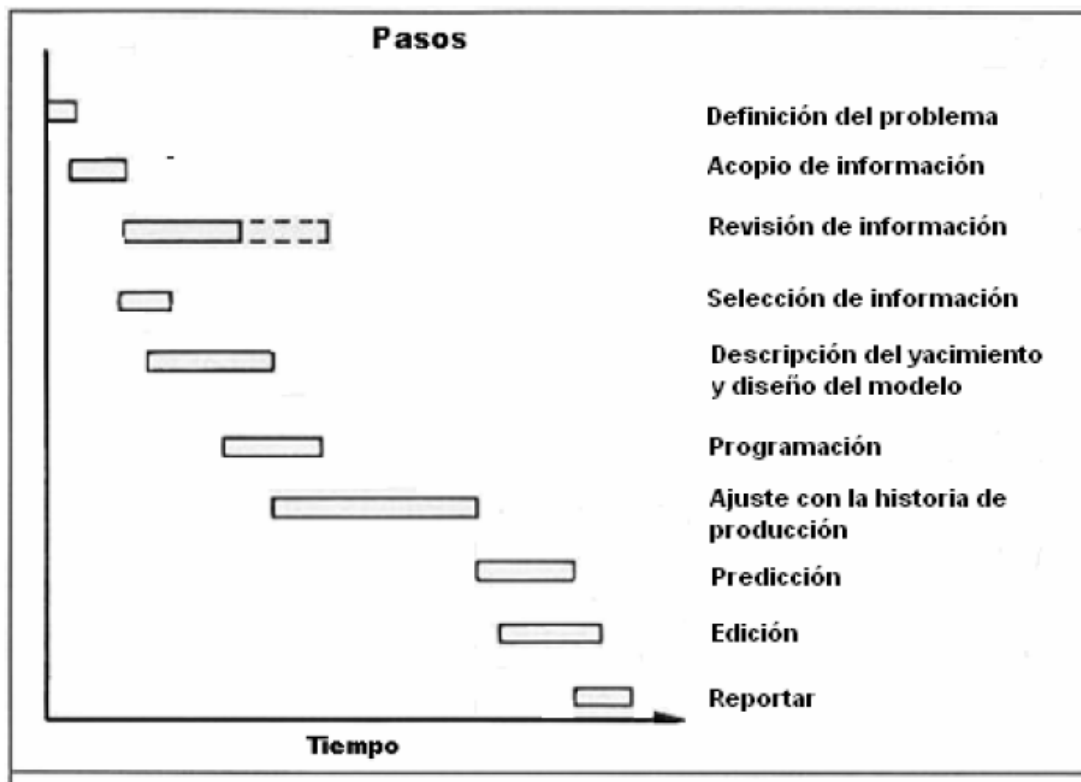 Pasos
Definición del problema
Acopio de información
Revisión de información
Selección de información
Descripción del yacimiento
y diseño del modelo
Programación
Ajuste con la historia de
producción
Predicción
Edición
Reportar
Tiempo